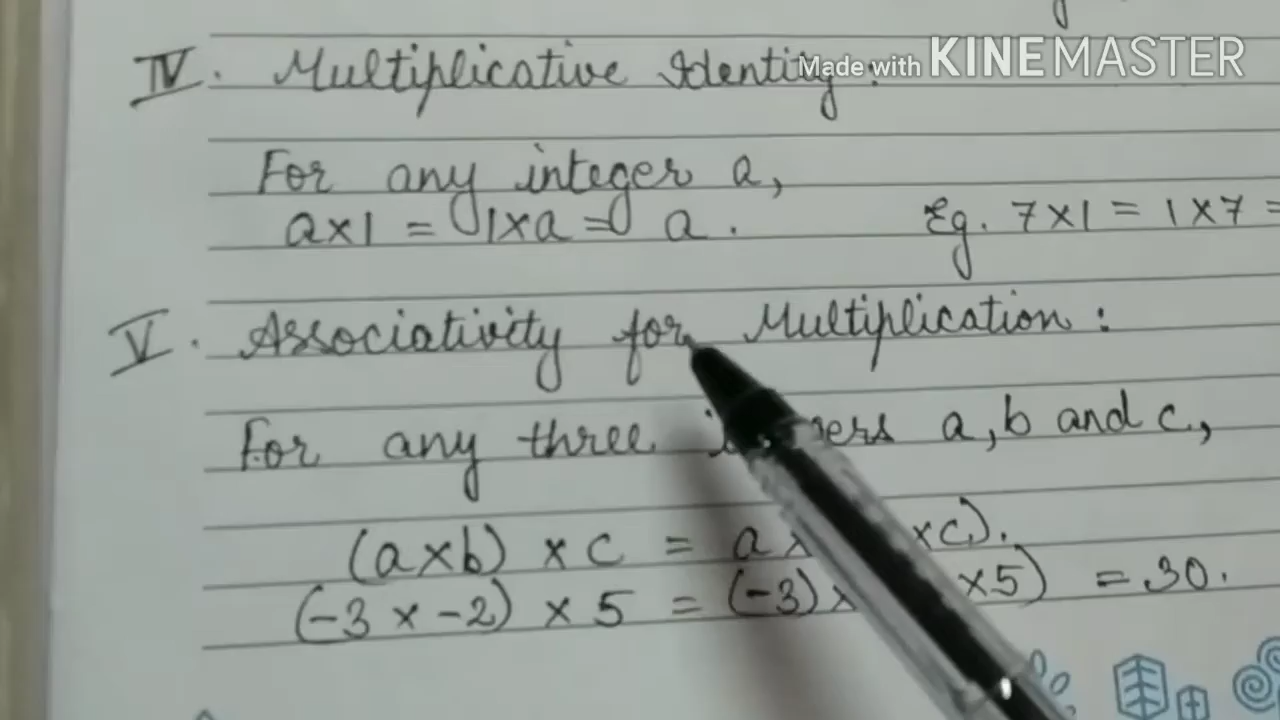 IV. Multiplicative Identity:
Made with KINEMASTER
For any integer a,
a×1 = 1×a = a.
Eg. 7×1 = 1×7 =
V. Associativity for Multiplication:
For any three a, b and c,
(a×b) × c = a× ×c).
(-3 × -2) × 5 = (-3)× ×5) = 30.